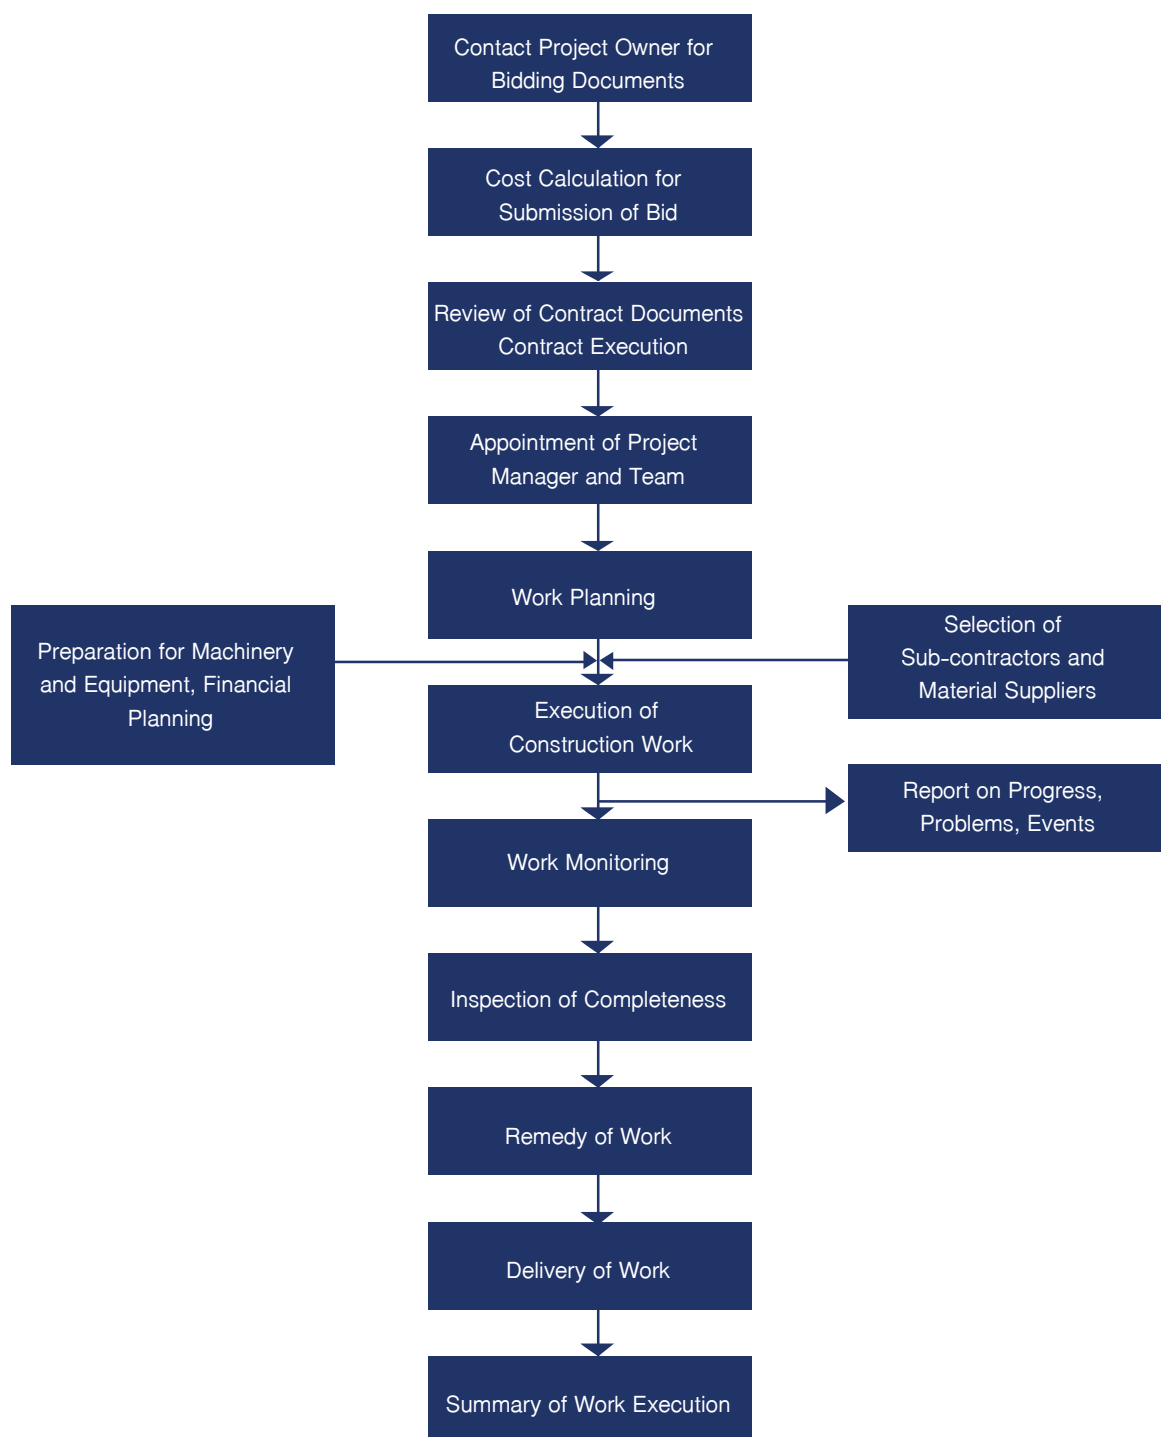 Contact Project Owner for
Bidding Documents
Cost Calculation for
Submission of Bid
Review of Contract Documents
Contract Execution
Appointment of Project
Manager and Team
Work Planning
Preparation for Machinery
and Equipment, Financial
Planning
Selection of
Sub-contractors and
Material Suppliers
Execution of
Construction Work
Report on Progress,
Problems, Events
Work Monitoring
Inspection of Completeness
Remedy of Work
Delivery of Work
Summary of Work Execution